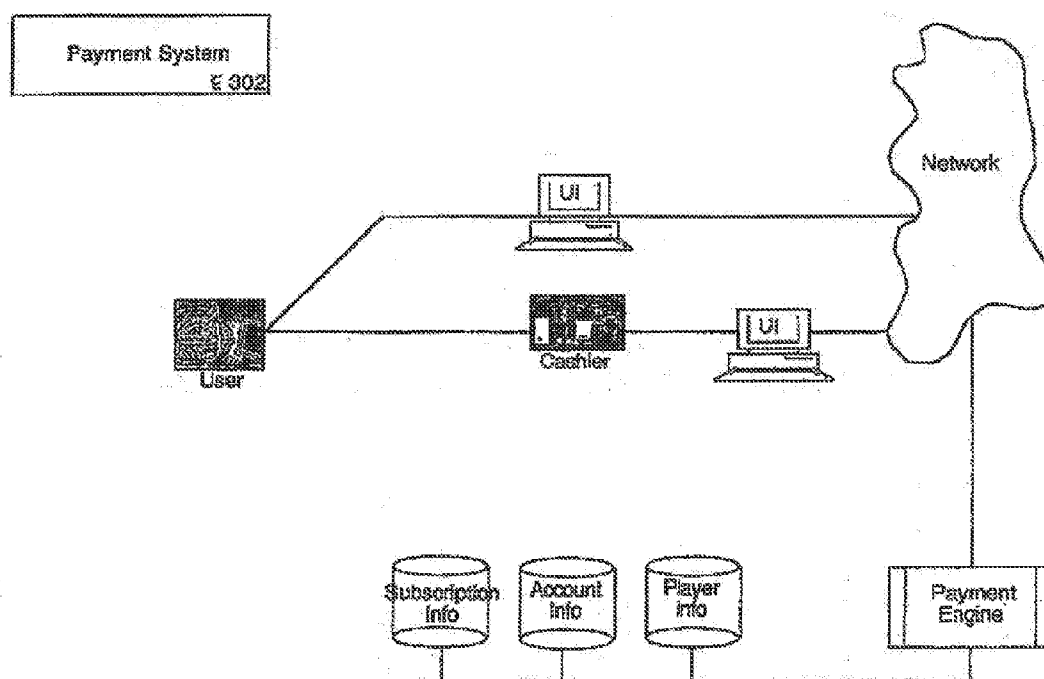 Payment System
E 302
Network
UI
UI
User
Cashier
Subscription
Info
Account
Info
Player
Info
Payment
Engine